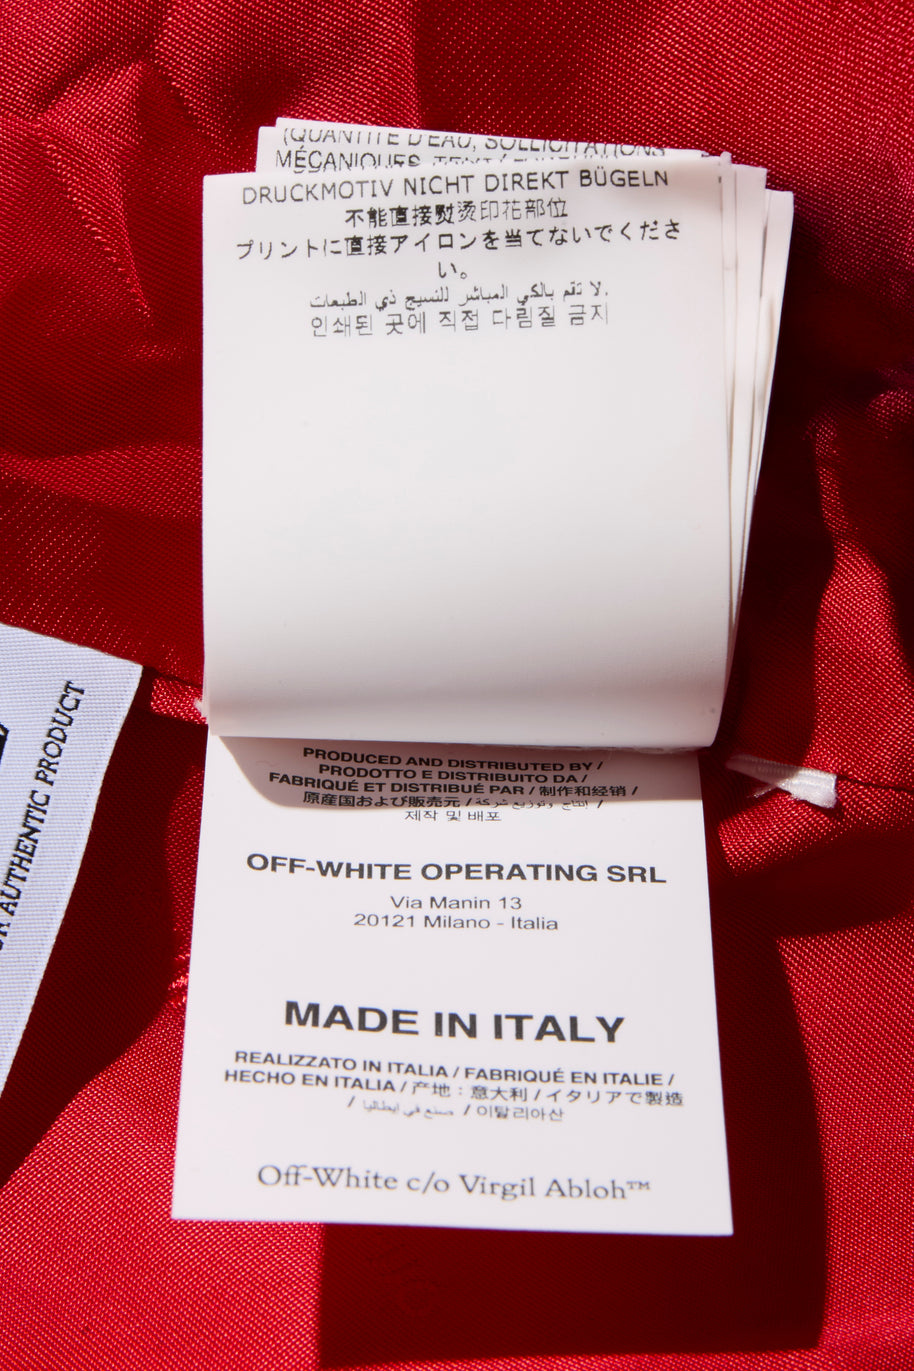 (QUANTITÉ D'EAU, SOLLICITATIONS
MÉCANIQUES,
DRUCKMOTIV NICHT DIREKT BÜGELN
不能直接熨烫印花部位
プリントに直接アイロンを当てないでくださ
い。
لا تقم بالكي المباشر للنسيج ذي الطبعات.
인쇄된 곳에 직접 다림질 금지
PRODUCED AND DISTRIBUTED BY /
PRODOTTO E DISTRIBUITO DA /
FABRIQUÉ ET DISTRIBUÉ PAR / 制作和经销 /
原産国および販売元 / إنتاج وتوزيع شركة /
제작 및 배포
OFF-WHITE OPERATING SRL
Via Manin 13
20121 Milano - Italia
MADE IN ITALY
REALIZZATO IN ITALIA / FABRIQUÉ EN ITALIE /
HECHO EN ITALIA / 产地：意大利 / イタリアで製造
/ صنع في ايطاليا / 이탈리아산
Off-White c/o Virgil Abloh™
AUTHENTIC PRODUCT